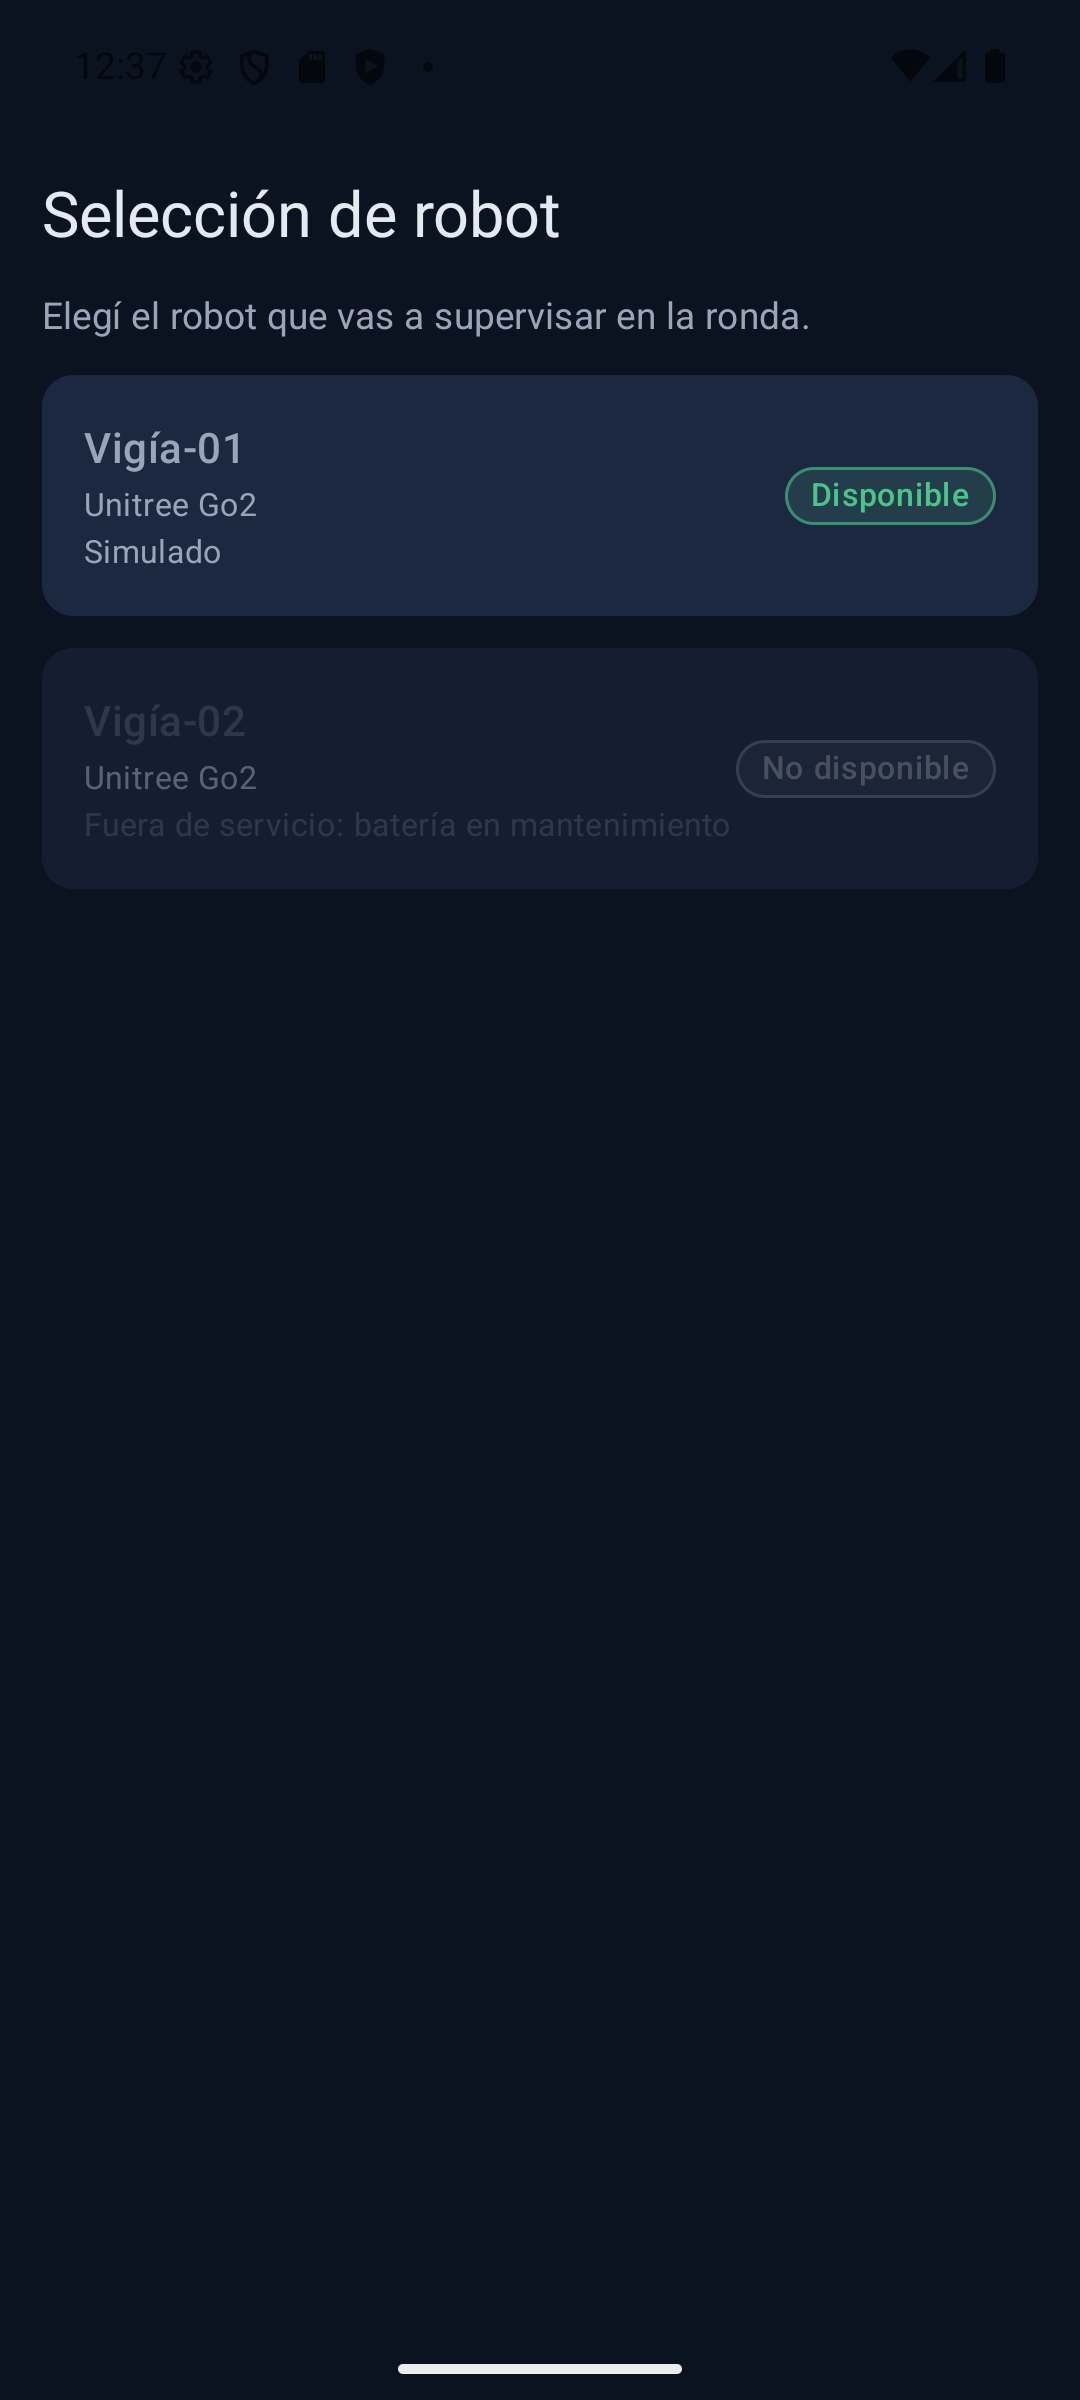 12:37
Selección de robot
Elegí el robot que vas a supervisar en la ronda.
Vigía-01
Unitree Go2
Simulado
Disponible
Vigía-02
Unitree Go2
Fuera de servicio: batería en mantenimiento
No disponible